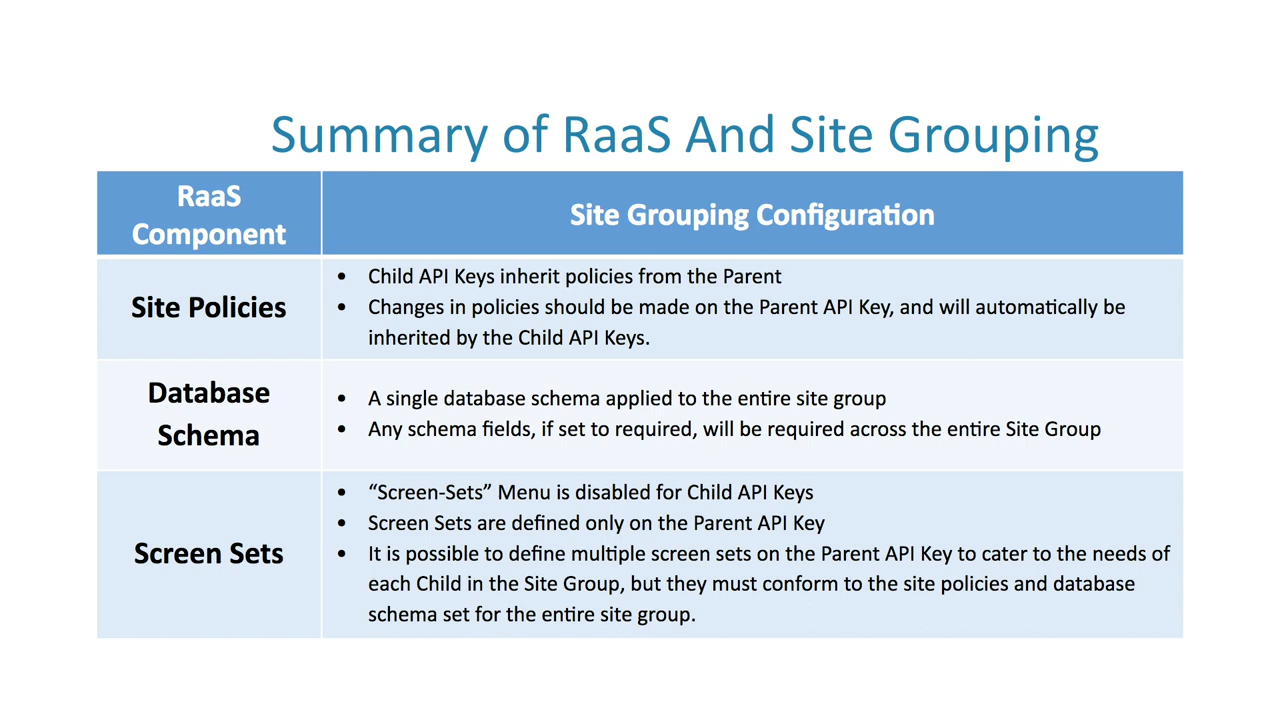 Summary of RaaS And Site Grouping
RaaS
Component
Site Grouping Configuration
Site Policies
• Child API Keys inherit policies from the Parent
• Changes in policies should be made on the Parent API Key, and will automatically be
inherited by the Child API Keys.
Database
Schema
• A single database schema applied to the entire site group
• Any schema fields, if set to required, will be required across the entire Site Group
Screen Sets
• “Screen-Sets” Menu is disabled for Child API Keys
• Screen Sets are defined only on the Parent API Key
• It is possible to define multiple screen sets on the Parent API Key to cater to the needs of
each Child in the Site Group, but they must conform to the site policies and database
schema set for the entire site group.